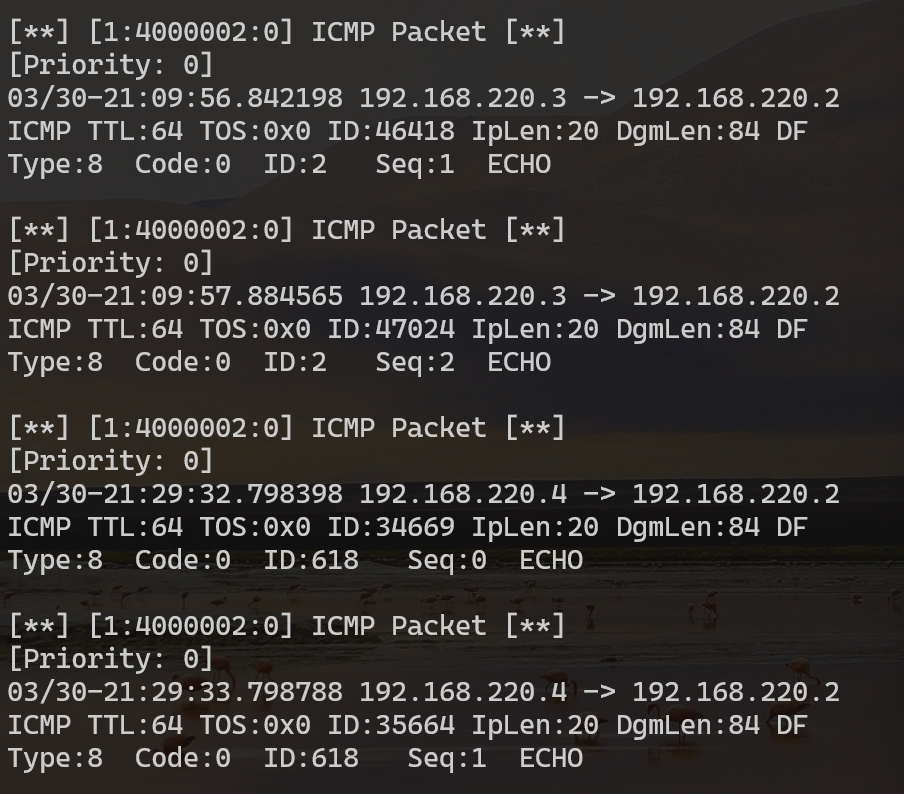 [**] [1:4000002:0] ICMP Packet [**]
[Priority: 0]
03/30-21:09:56.842198 192.168.220.3 -> 192.168.220.2
ICMP TTL:64 TOS:0x0 ID:46418 IpLen:20 DgmLen:84 DF
Type:8  Code:0  ID:2   Seq:1  ECHO

[**] [1:4000002:0] ICMP Packet [**]
[Priority: 0]
03/30-21:09:57.884565 192.168.220.3 -> 192.168.220.2
ICMP TTL:64 TOS:0x0 ID:47024 IpLen:20 DgmLen:84 DF
Type:8  Code:0  ID:2   Seq:2  ECHO

[**] [1:4000002:0] ICMP Packet [**]
[Priority: 0]
03/30-21:29:32.798398 192.168.220.4 -> 192.168.220.2
ICMP TTL:64 TOS:0x0 ID:34669 IpLen:20 DgmLen:84 DF
Type:8  Code:0  ID:618   Seq:0  ECHO

[**] [1:4000002:0] ICMP Packet [**]
[Priority: 0]
03/30-21:29:33.798788 192.168.220.4 -> 192.168.220.2
ICMP TTL:64 TOS:0x0 ID:35664 IpLen:20 DgmLen:84 DF
Type:8  Code:0  ID:618   Seq:1  ECHO